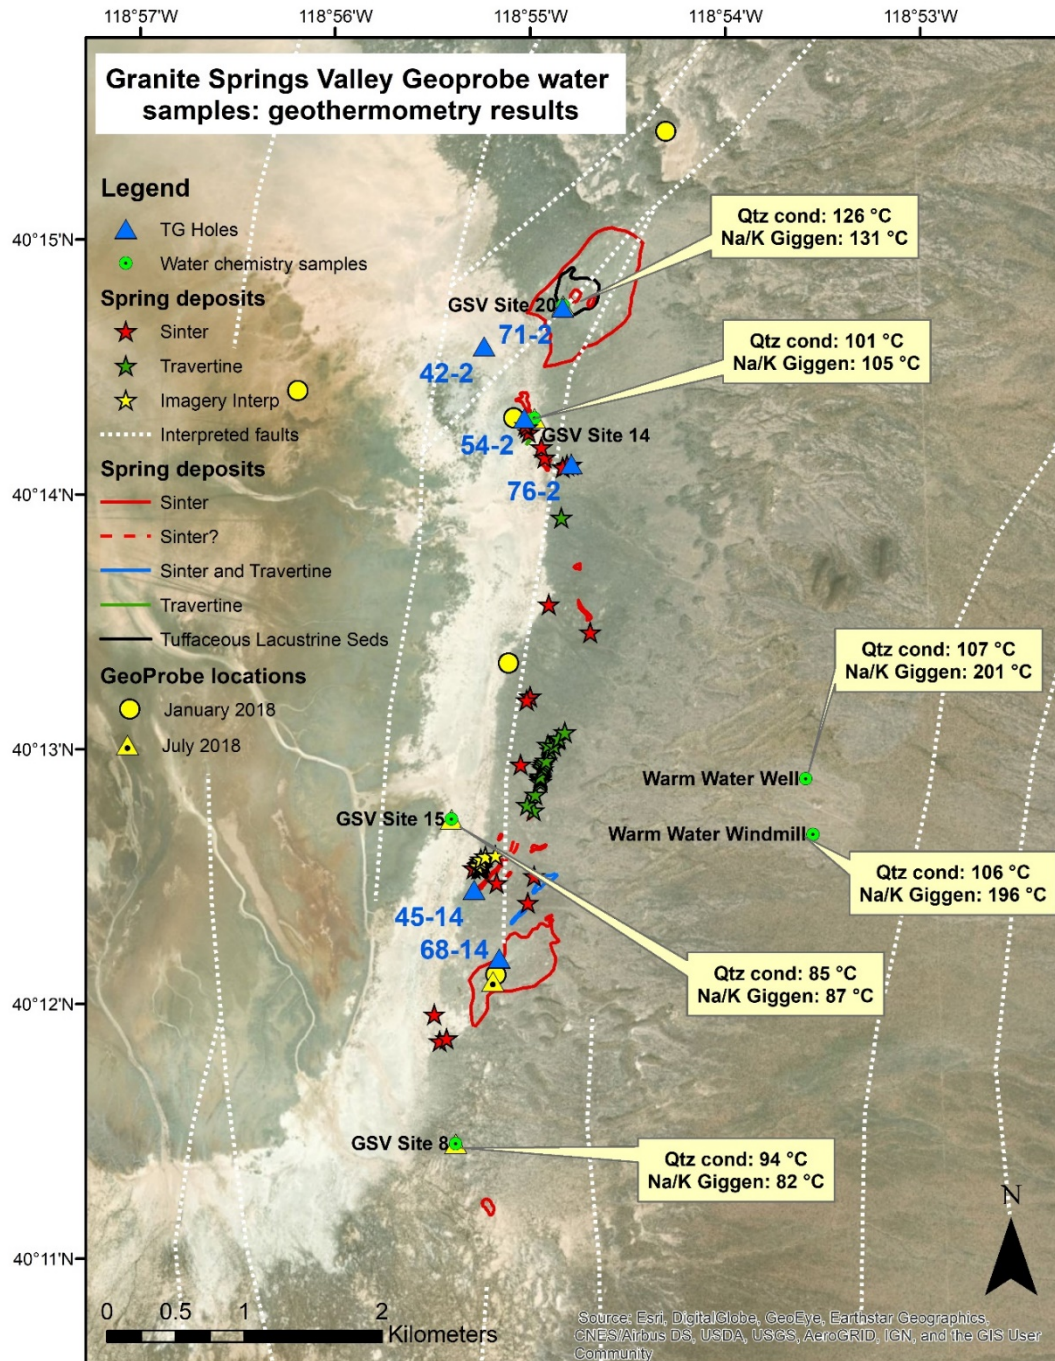 118°57'W
118°56'W
118°55'W
118°54'W
118°53'W
Granite Springs Valley Geoprobe water
samples: geothermometry results
Legend
TG Holes
Water chemistry samples
Spring deposits
Sinter
Travertine
Imagery Interp
Interpreted faults
Spring deposits
Sinter
Sinter?
Sinter and Travertine
Travertine
Tuffaceous Lacustrine Seds
GeoProbe locations
January 2018
July 2018
40°15'N
40°14'N
40°13'N
40°12'N
40°11'N
Qtz cond: 126 °C
Na/K Giggen: 131 °C
GSV Site 20
71-2
42-2
Qtz cond: 101 °C
Na/K Giggen: 105 °C
54-2
GSV Site 14
76-2
Qtz cond: 107 °C
Na/K Giggen: 201 °C
Warm Water Well
Warm Water Windmill
Qtz cond: 106 °C
Na/K Giggen: 196 °C
GSV Site 15
45-14
68-14
Qtz cond: 85 °C
Na/K Giggen: 87 °C
GSV Site 8
Qtz cond: 94 °C
Na/K Giggen: 82 °C
N
0 0.5 1 2
Kilometers
Source: Esri, DigitalGlobe, GeoEye, Earthstar Geographics,
CNES/Airbus DS, USDA, USGS, AeroGRID, IGN, and the GIS User
Community